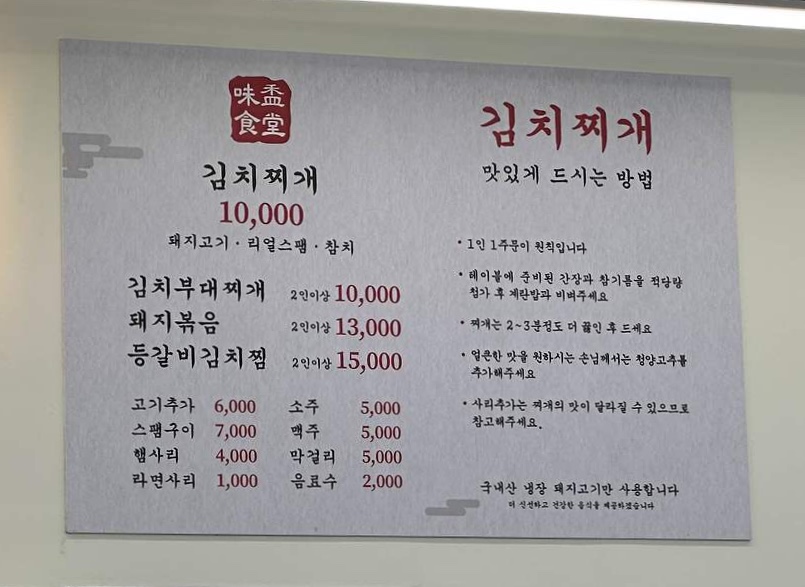 味盃
食堂
김치찌개
10,000
돼지고기 · 리얼스팸 · 참치
김치부대찌개 2인이상 10,000
돼지볶음 2인이상 13,000
등갈비김치찜 2인이상 15,000
고기추가 6,000
스팸구이 7,000
햄사리 4,000
라면사리 1,000
소주 5,000
맥주 5,000
막걸리 5,000
음료수 2,000
김치찌개
맛있게 드시는 방법
• 1인 1주문이 원칙입니다
• 테이블에 준비된 간장과 참기름을 적당량
첨가 후 계란밥과 비벼주세요
• 찌개는 2~3분정도 더 끓인 후 드세요
• 얼큰한 맛을 원하시는 손님께서는 청양고추를
추가해주세요
• 사리추가는 찌개의 맛이 달라질 수 있으므로
참고해주세요.
국내산 냉장 돼지고기만 사용합니다
더 신선하고 건강한 음식을 제공하겠습니다